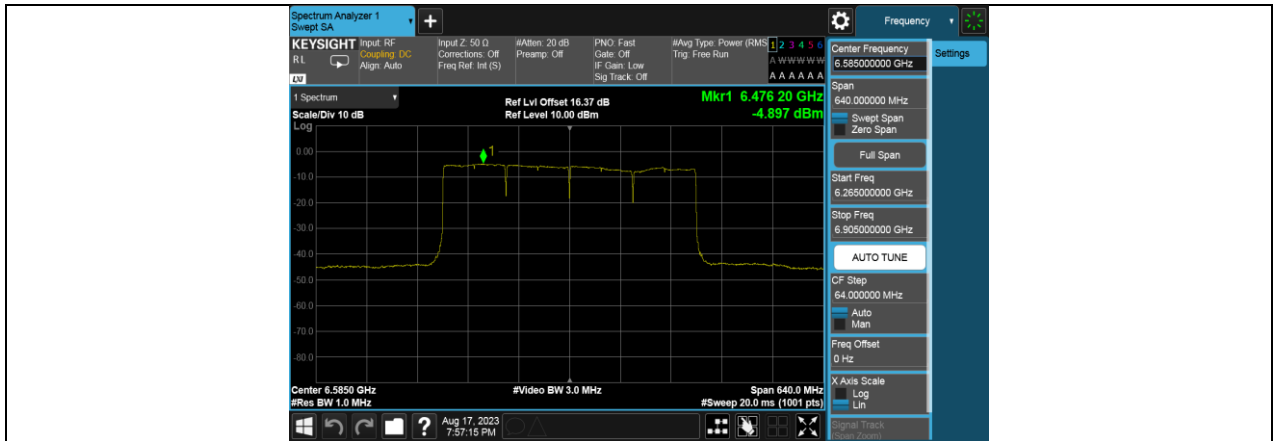 Spectrum Analyzer 1
Swept SA
+
Frequency
KEYSIGHT
RL
LXI
Input: RF
Coupling: DC
Align: Auto
Input Z: 50 Ω
Corrections: Off
Freq Ref: Int (S)
#Atten: 20 dB
Preamp: Off
PNO: Fast
Gate: Off
IF Gain: Low
Sig Track: Off
#Avg Type: Power (RMS
Trig: Free Run
1 2 3 4 5 6
A W W W W W
A A A A A A
1 Spectrum
Scale/Div 10 dB
Ref Lvl Offset 16.37 dB
Ref Level 10.00 dBm
Mkr1 6.476 20 GHz
-4.897 dBm
Log
1
0.00
-10.0
-20.0
-30.0
-40.0
-50.0
-60.0
-70.0
-80.0
Center 6.5850 GHz
#Video BW 3.0 MHz
Span 640.0 MHz
#Res BW 1.0 MHz
#Sweep 20.0 ms (1001 pts)
Settings
Center Frequency
6.585000000 GHz
Span
640.000000 MHz
Swept Span
Zero Span
Full Span
Start Freq
6.265000000 GHz
Stop Freq
6.905000000 GHz
AUTO TUNE
CF Step
64.000000 MHz
Auto
Man
Freq Offset
0 Hz
X Axis Scale
Log
Lin
Signal Track
(Span Zoom)
?
Aug 17, 2023
7:57:15 PM